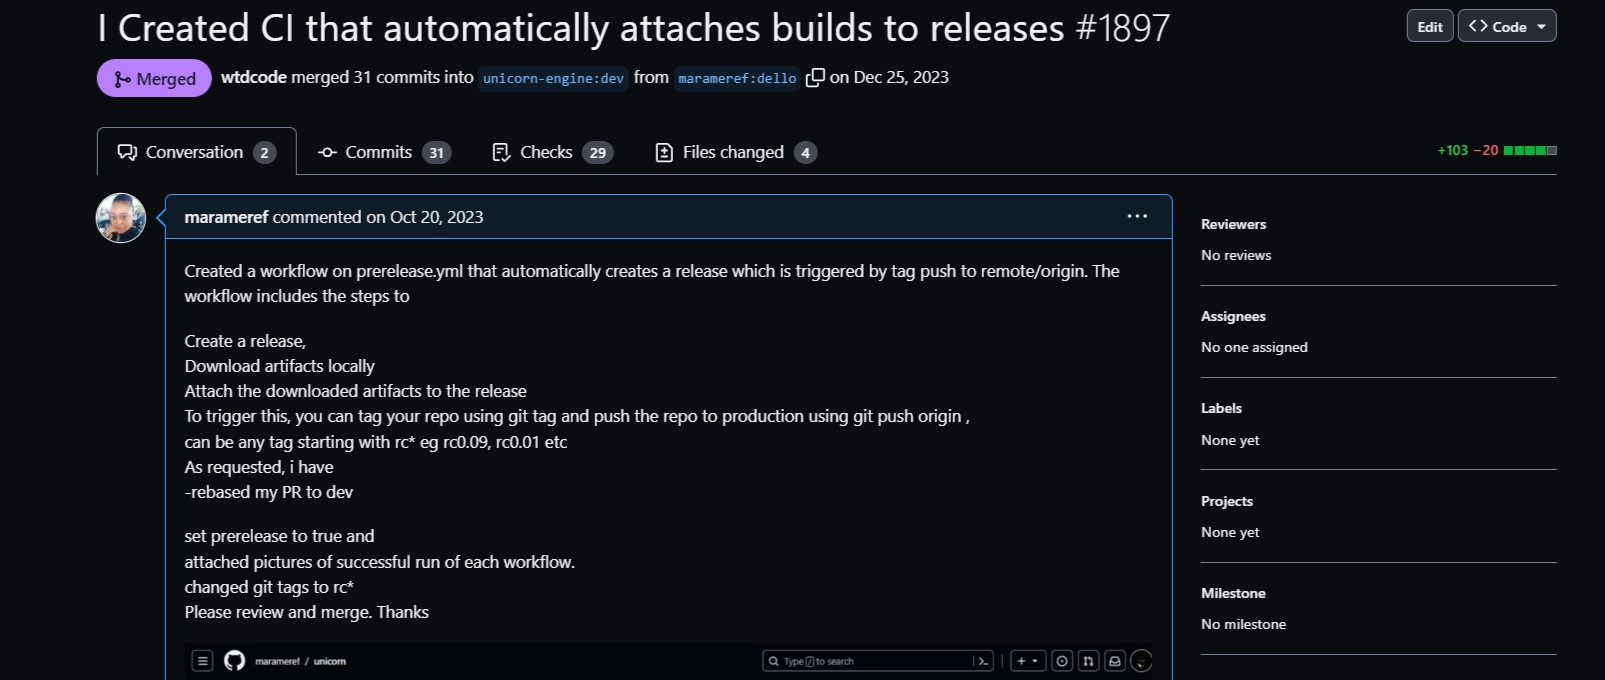 I Created CI that automatically attaches builds to releases #1897
Edit
<> Code
Merged
wtdcode merged 31 commits into unicorn-engine:dev from marameref:dello on Dec 25, 2023
Conversation 2
Commits 31
Checks 29
Files changed 4
+103 −20
marameref commented on Oct 20, 2023
Created a workflow on prerelease.yml that automatically creates a release which is triggered by tag push to remote/origin. The
workflow includes the steps to
Create a release,
Download artifacts locally
Attach the downloaded artifacts to the release
To trigger this, you can tag your repo using git tag and push the repo to production using git push origin ,
can be any tag starting with rc* eg rc0.09, rc0.01 etc
As requested, i have
-rebased my PR to dev
set prerelease to true and
attached pictures of successful run of each workflow.
changed git tags to rc*
Please review and merge. Thanks
marameref / unicorn
Type / to search
Reviewers
No reviews
Assignees
No one assigned
Labels
None yet
Projects
None yet
Milestone
No milestone